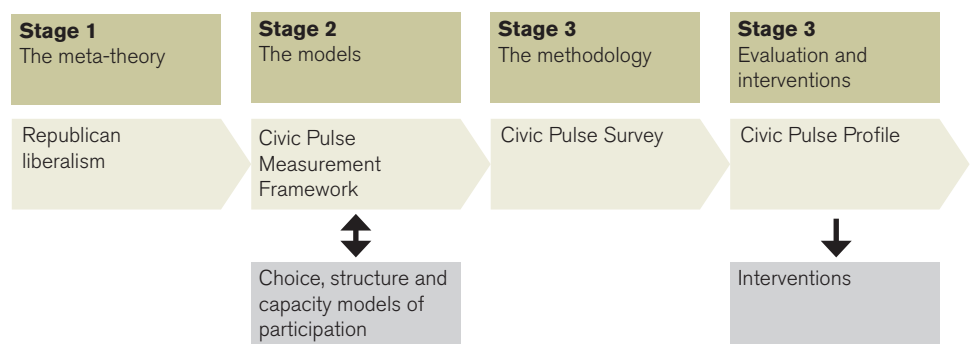 Stage 1
The meta-theory
Stage 2
The models
Stage 3
The methodology
Stage 3
Evaluation and
interventions
Republican
liberalism
Civic Pulse
Measurement
Framework
Civic Pulse Survey
Civic Pulse Profile
Choice, structure and
capacity models of
participation
Interventions